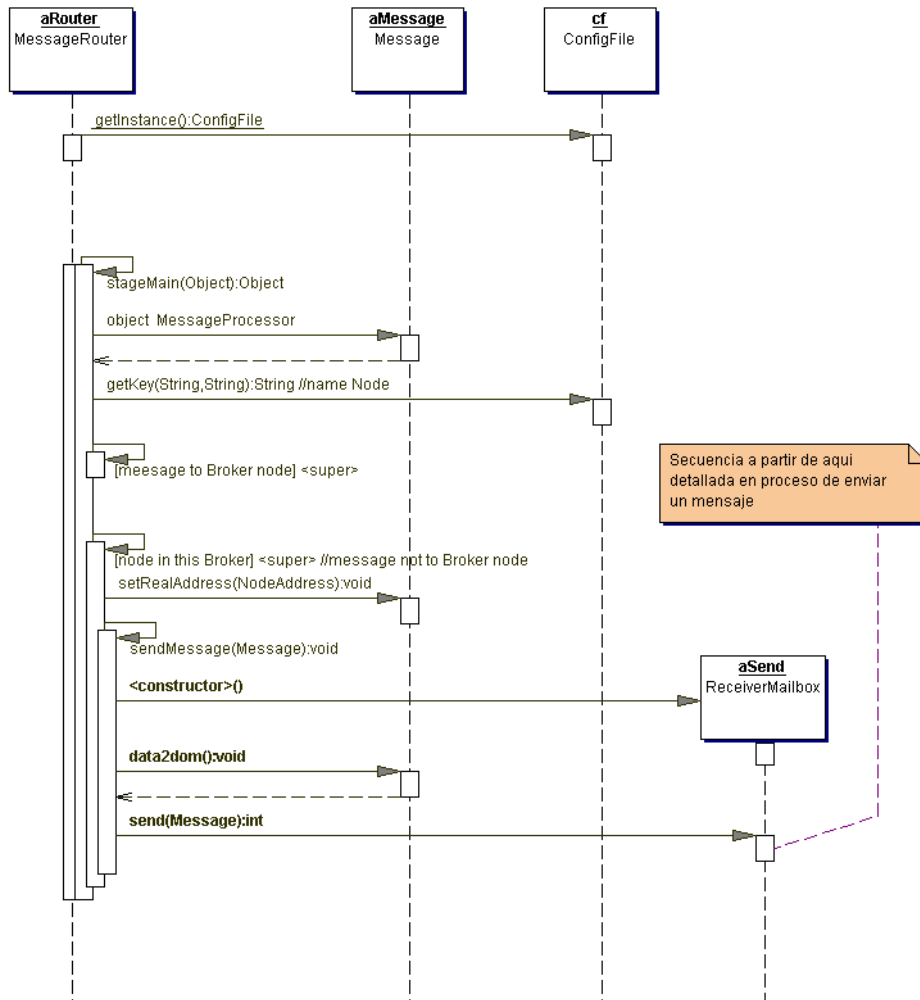 aRouter
MessageRouter
aMessage
Message
cf
ConfigFile
getInstance():ConfigFile
stageMain(Object):Object
object MessageProcessor
getKey(String,String):String //name Node
[meesage to Broker node] <super>
Secuencia a partir de aqui
detallada en proceso de enviar
un mensaje
[node in this Broker] <super> //message not to Broker node
setRealAddress(NodeAddress):void
sendMessage(Message):void
aSend
ReceiverMailbox
<constructor>()
data2dom():void
send(Message):int